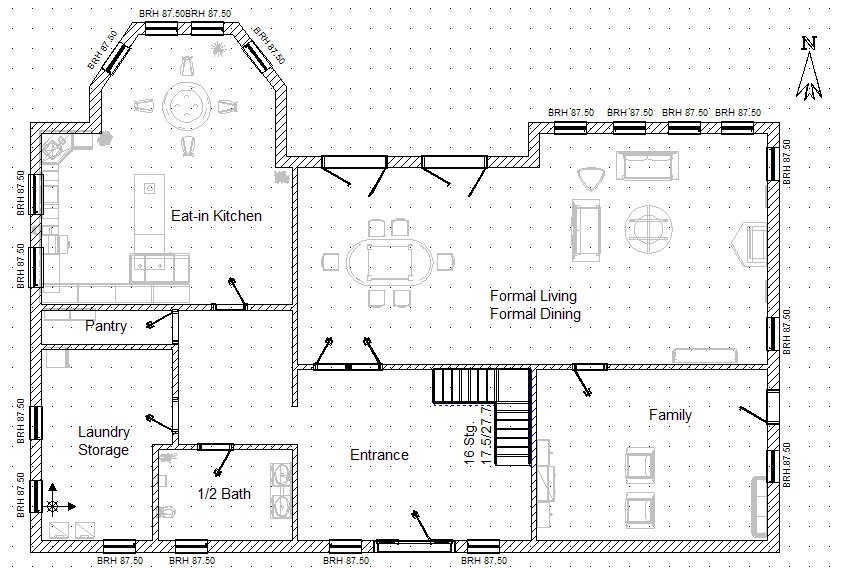 BRH 87.50
BRH 87.50
BRH 87.50
BRH 87.50
N
BRH 87.50
BRH 87.50
BRH 87.50
BRH 87.50
BRH 87.50
BRH 87.50
Eat-in Kitchen
BRH 87.50
Formal Living
Formal Dining
Pantry
BRH 87.50
BRH 87.50
Family
Laundry
Storage
Entrance
16 Stg.
17.5/27.7
BRH 87.50
BRH 87.50
1/2 Bath
BRH 87.50
BRH 87.50
BRH 87.50
BRH 87.50